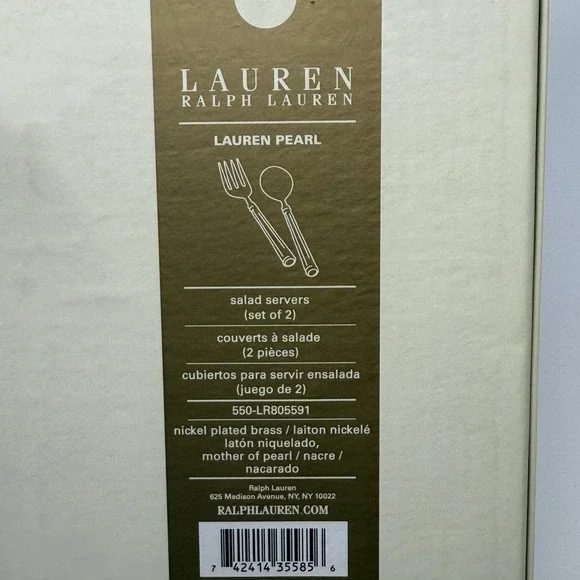 LAUREN
RALPH LAUREN
LAUREN PEARL
salad servers
(set of 2)
couverts à salade
(2 pièces)
cubiertos para servir ensalada
(juego de 2)
550-LR805591
nickel plated brass / laiton nickelé
latón niquelado,
mother of pearl / nacre /
nacarado
Ralph Lauren
625 Madison Avenue, NY, NY 10022
RALPHLAUREN.COM
7 42414 35585 6